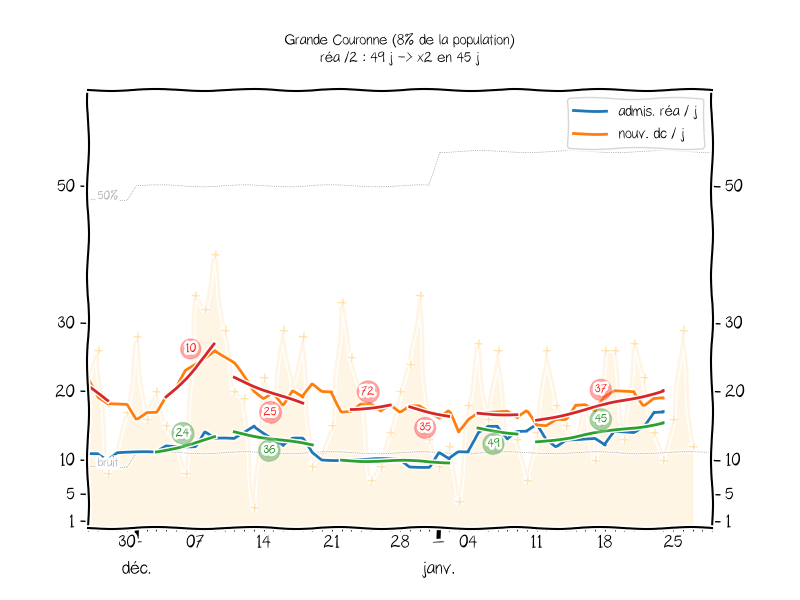 Grande Couronne (8% de la population)
réa /2 : 49 j -> x2 en 45 j
admis. réa / j
nouv. dc / j
50 50
50%
30 30
10
72
37
24
25
35
45
36
49
20 20
bruit
10 10
5 5
1 1
30 07 14 21 28 04 11 18 25
déc. janv.